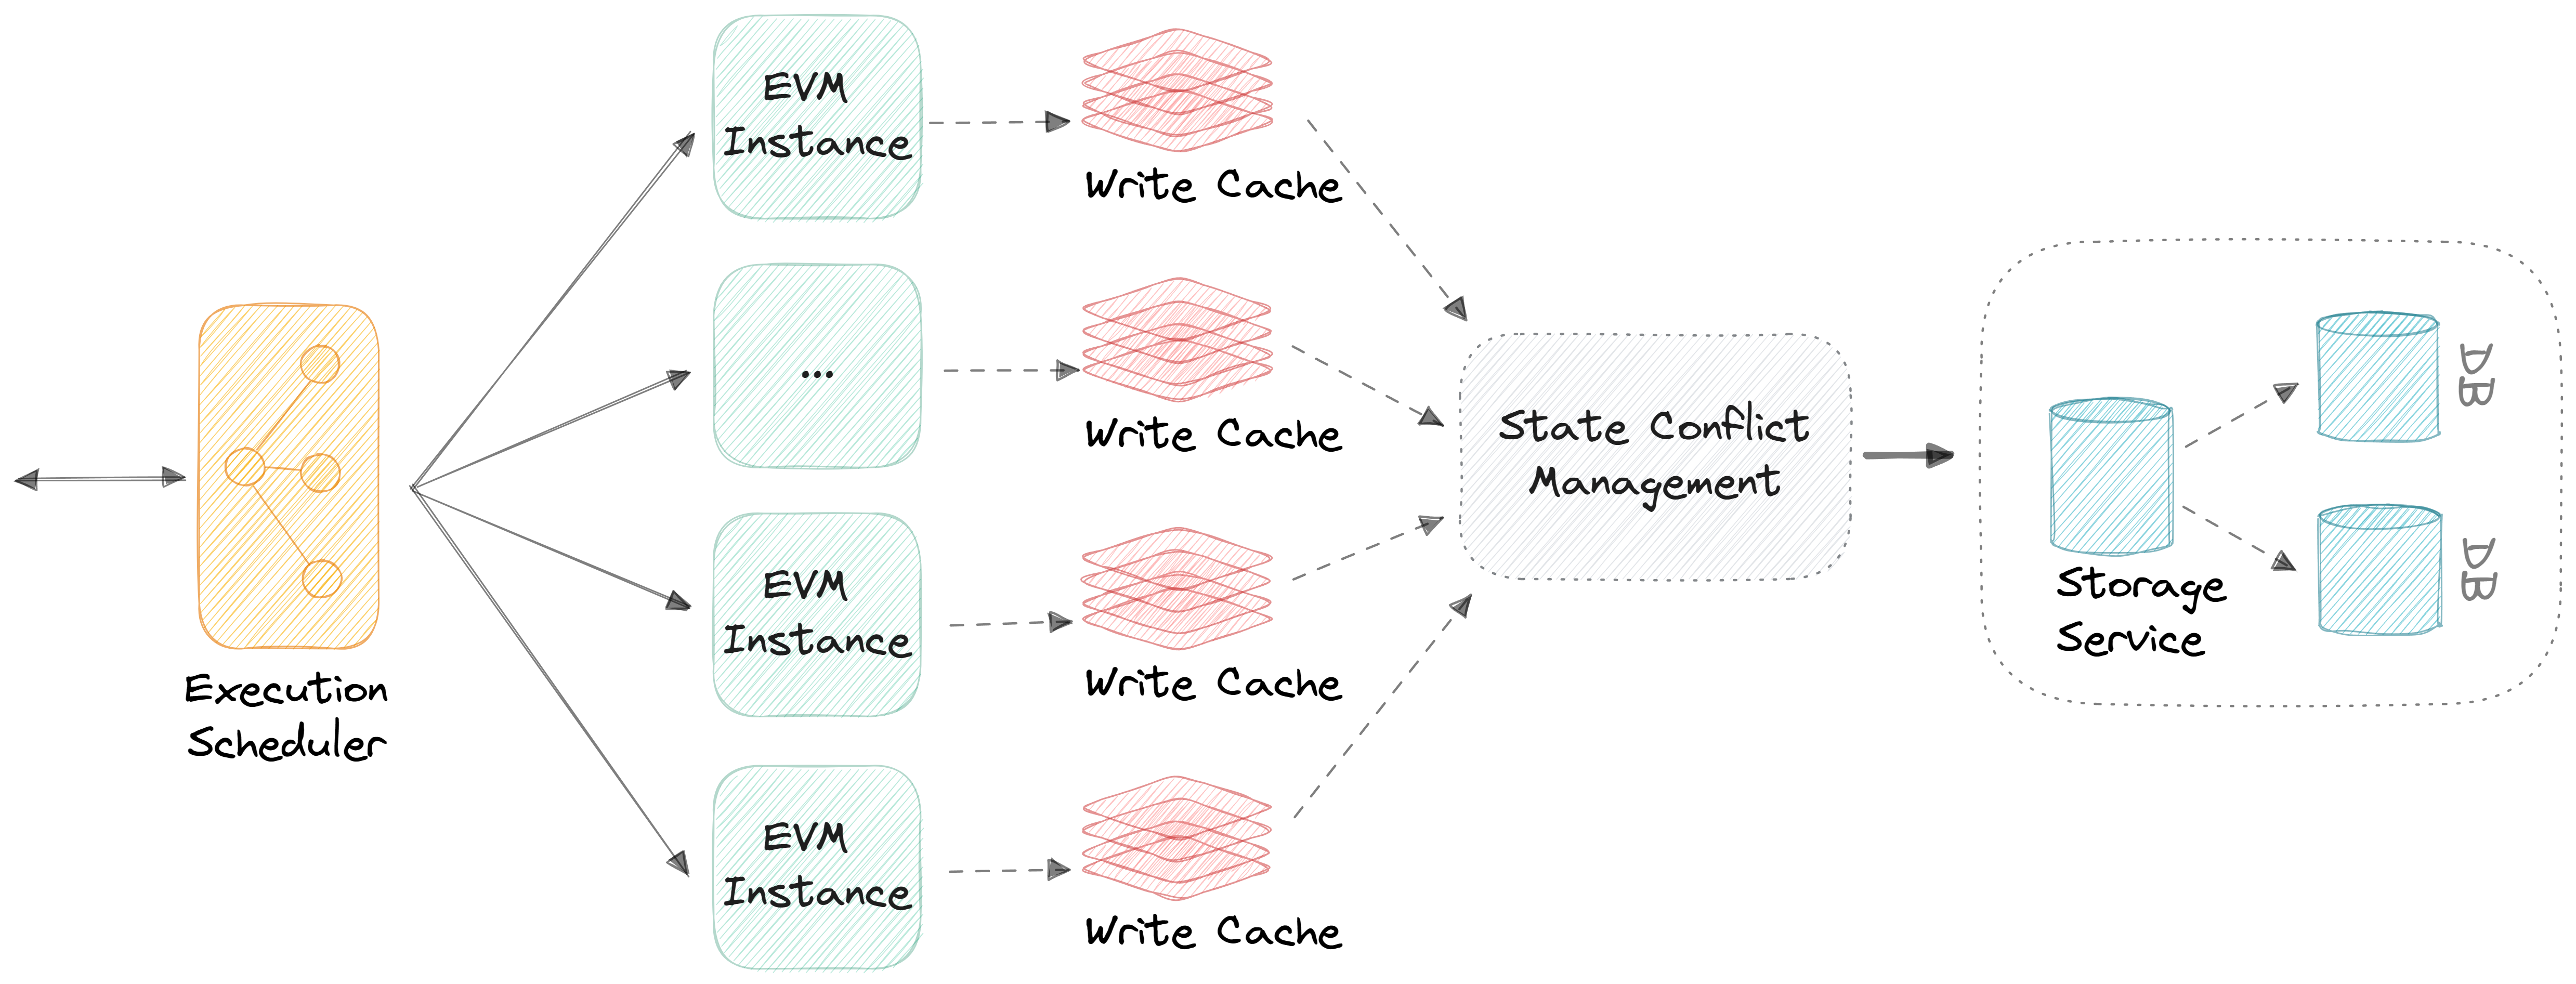 EVM
Instance
Write Cache
...
Write Cache
Execution
Scheduler
EVM
Instance
Write Cache
EVM
Instance
Write Cache
State Conflict
Management
Storage
Service
DB
DB